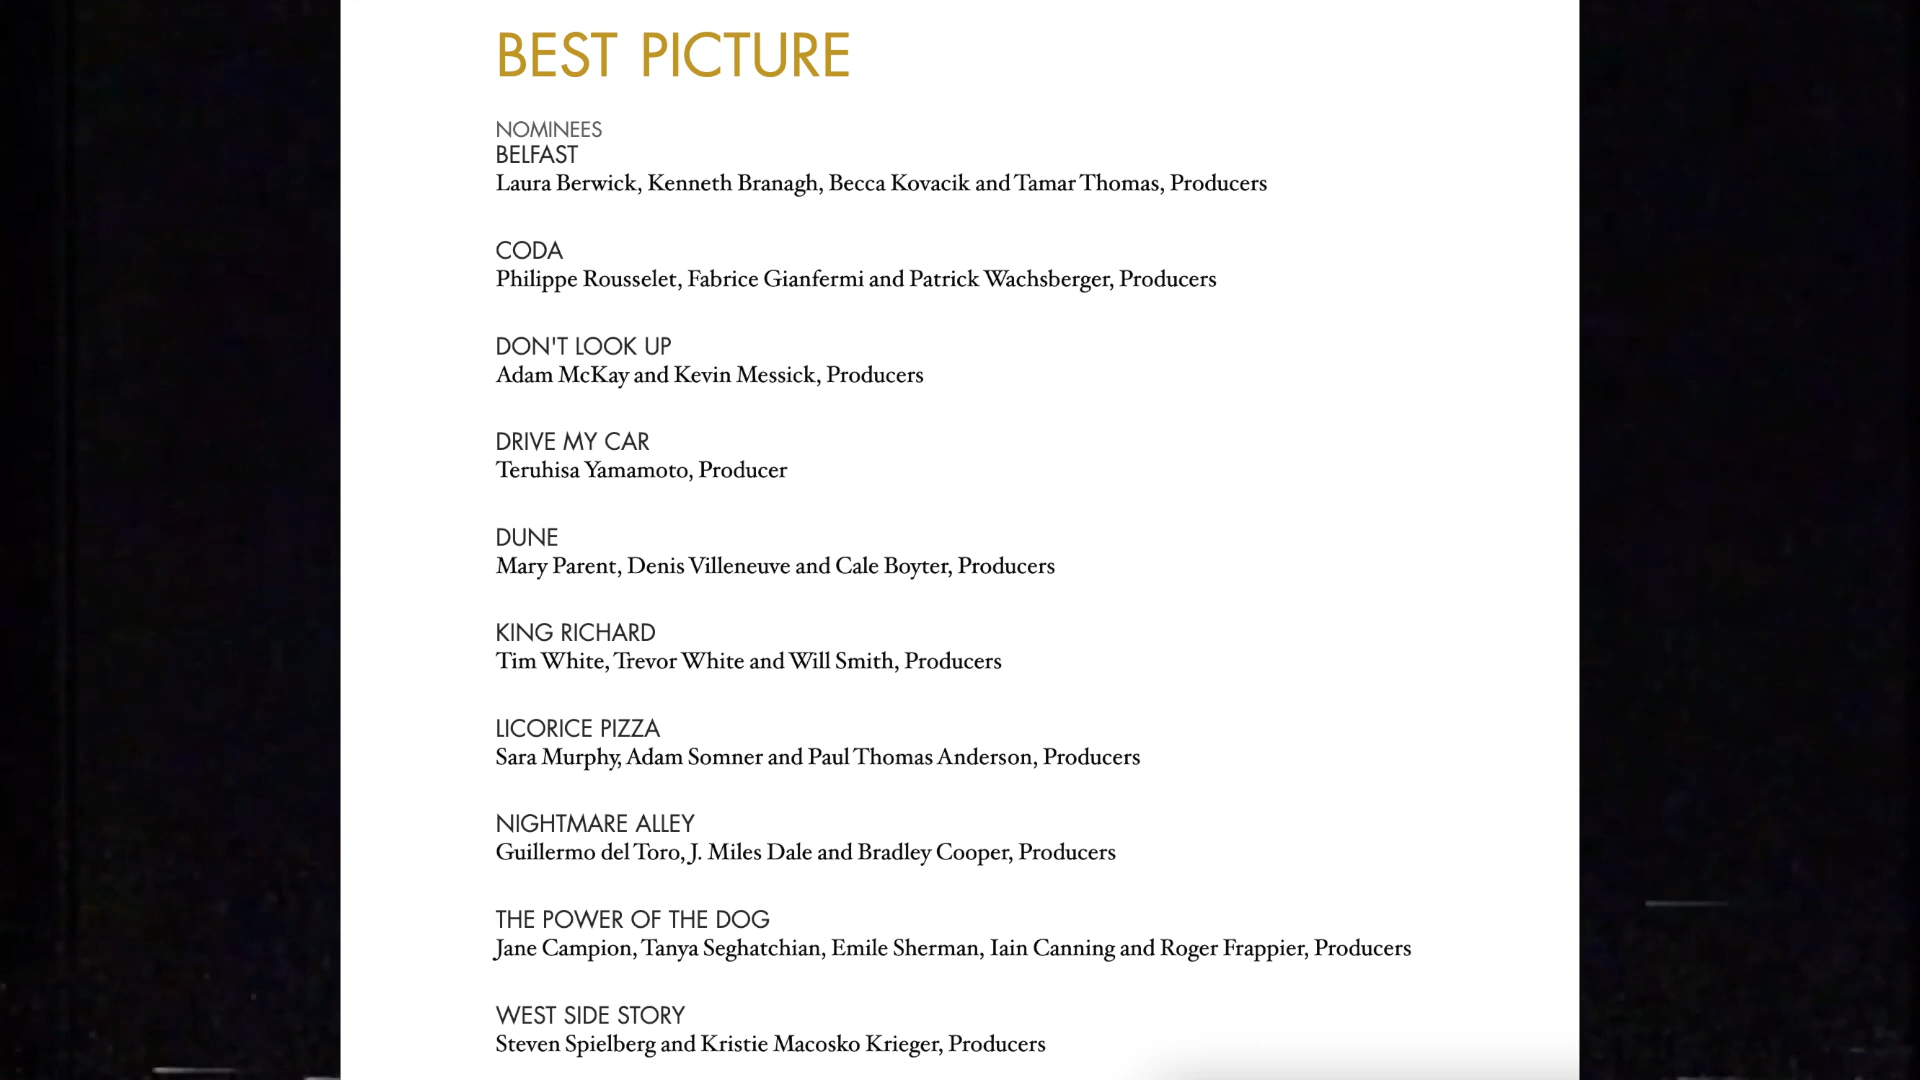 BEST PICTURE
NOMINEES
BELFAST
Laura Berwick, Kenneth Branagh, Becca Kovacik and Tamar Thomas, Producers
CODA
Philippe Rousselet, Fabrice Gianfermi and Patrick Wachsberger, Producers
DON'T LOOK UP
Adam McKay and Kevin Messick, Producers
DRIVE MY CAR
Teruhisa Yamamoto, Producer
DUNE
Mary Parent, Denis Villeneuve and Cale Boyter, Producers
KING RICHARD
Tim White, Trevor White and Will Smith, Producers
LICORICE PIZZA
Sara Murphy, Adam Somner and Paul Thomas Anderson, Producers
NIGHTMARE ALLEY
Guillermo del Toro, J. Miles Dale and Bradley Cooper, Producers
THE POWER OF THE DOG
Jane Campion, Tanya Seghatchian, Emile Sherman, Iain Canning and Roger Frappier, Producers
WEST SIDE STORY
Steven Spielberg and Kristie Macosko Krieger, Producers